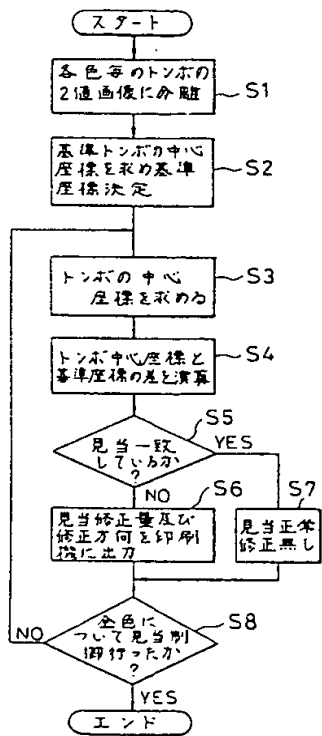 スタート
各色毎のトンボの
2値画像に分離
S1
基準トンボの中心
座標を求め基準
座標決定
S2
トンボの中心
座標を求める
S3
トンボ中心座標と
基準座標の差を演算
S4
S5
見当一致
しているか
?
YES
NO
S6
見当修正量及び
修正方向を印刷
機に出力
S7
見当正常
修正無し
全色に
ついて見当制
御行ったか
?
S8
NO
YES
エンド